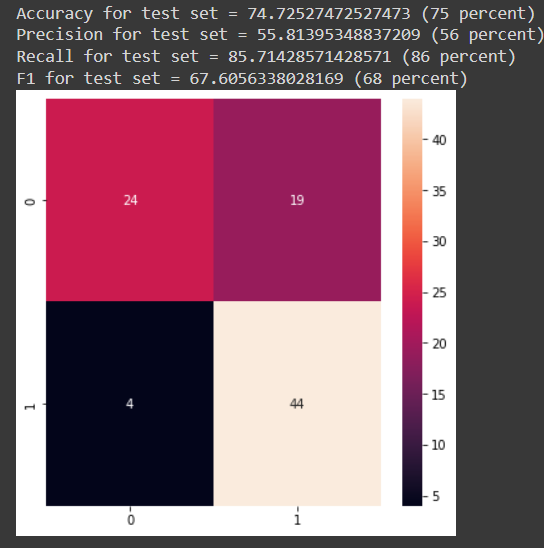 Accuracy for test set = 74.72527472527473 (75 percent)
Precision for test set = 55.81395348837209 (56 percent)
Recall for test set = 85.71428571428571 (86 percent)
F1 for test set = 67.6056338028169 (68 percent)
40
0 24 19
35
30
25
20
1 4 44
15
10
5
0 1